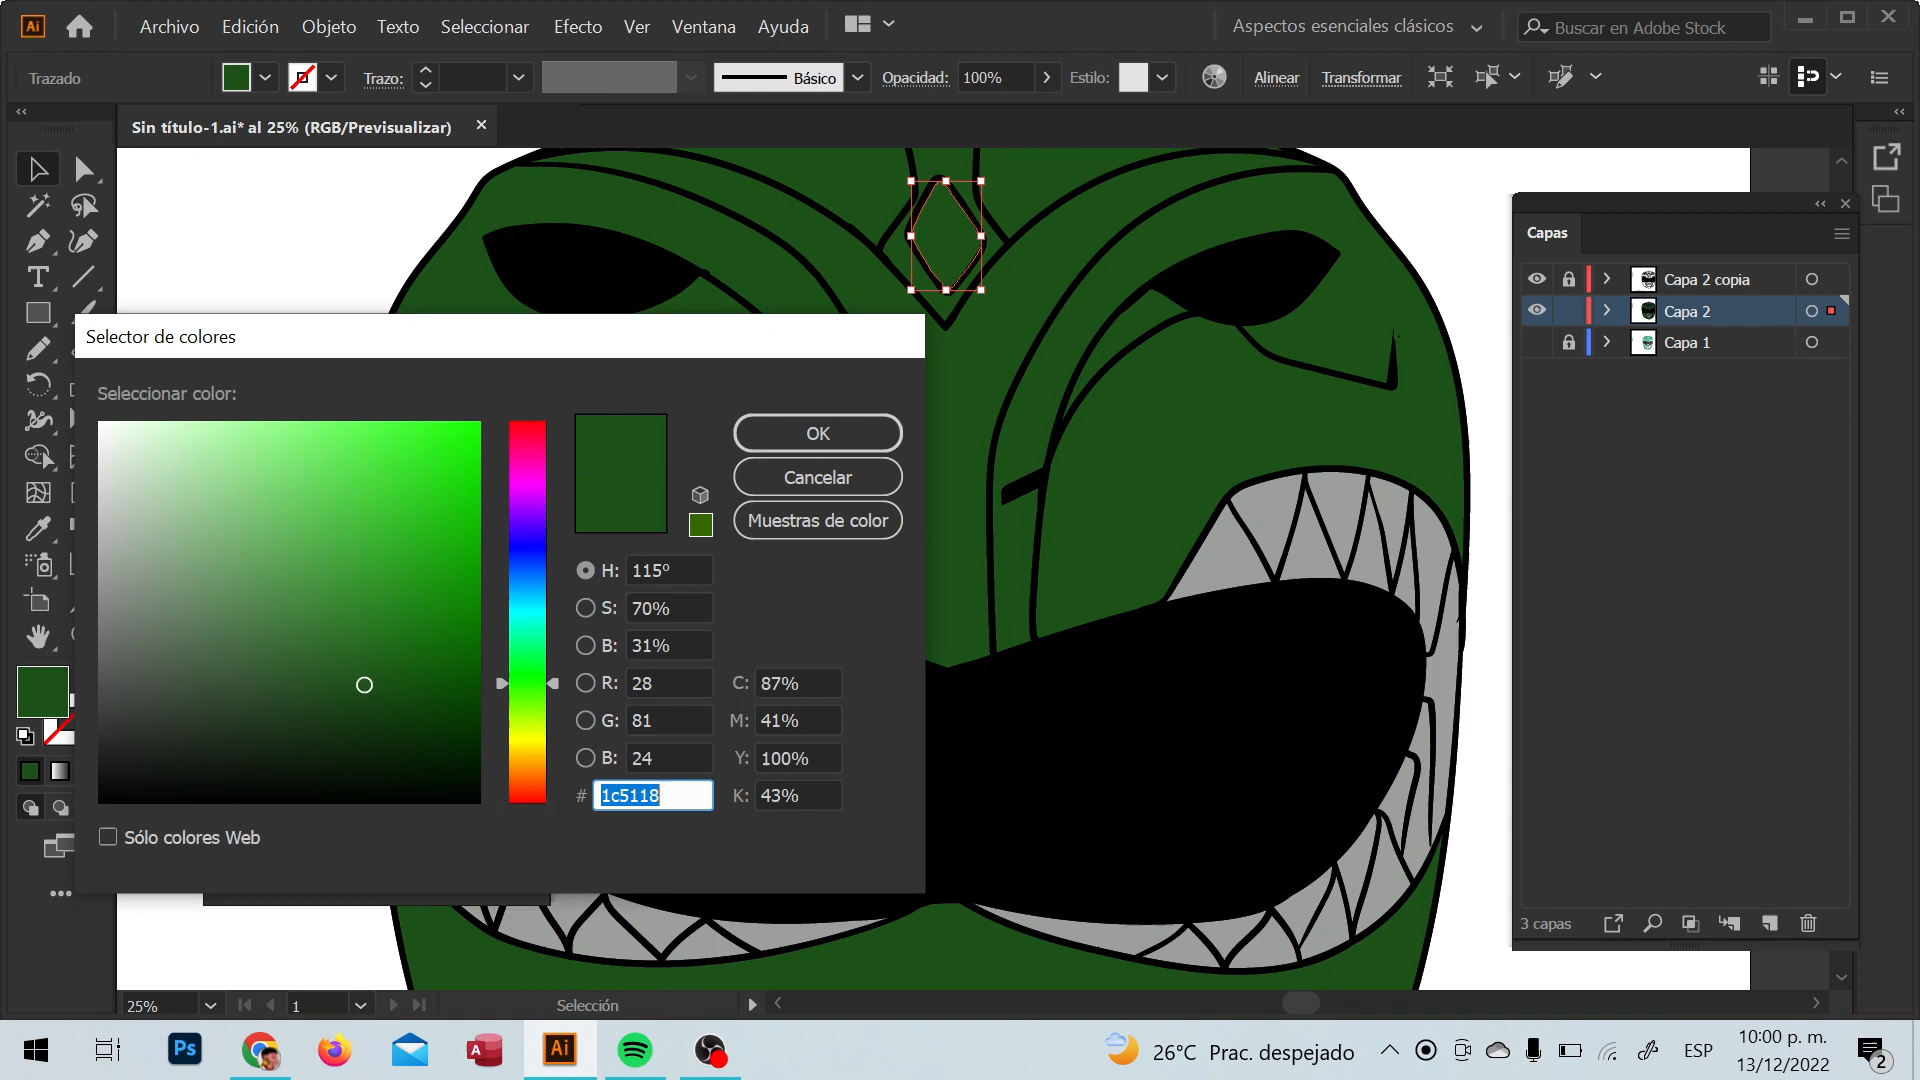 Ai Archivo Edición Objeto Texto Seleccionar Efecto Ver Ventana Ayuda Aspectos esenciales clásicos Buscar en Adobe Stock
Trazado Trazo: Básico Opacidad: 100% Estilo: Alinear Transformar
Sin título-1.ai* al 25% (RGB/Previsualizar)
Capas
Capa 2 copia
Capa 2
Capa 1
3 capas
Selector de colores
Seleccionar color:
OK
Cancelar
Muestras de color
H: 115º
S: 70%
B: 31%
R: 28 C: 87%
G: 81 M: 41%
B: 24 Y: 100%
# 1c5118 K: 43%
Sólo colores Web
25% 1 Selección
Ps A Ai 26°C Prac. despejado ESP 10:00 p. m.
13/12/2022 2